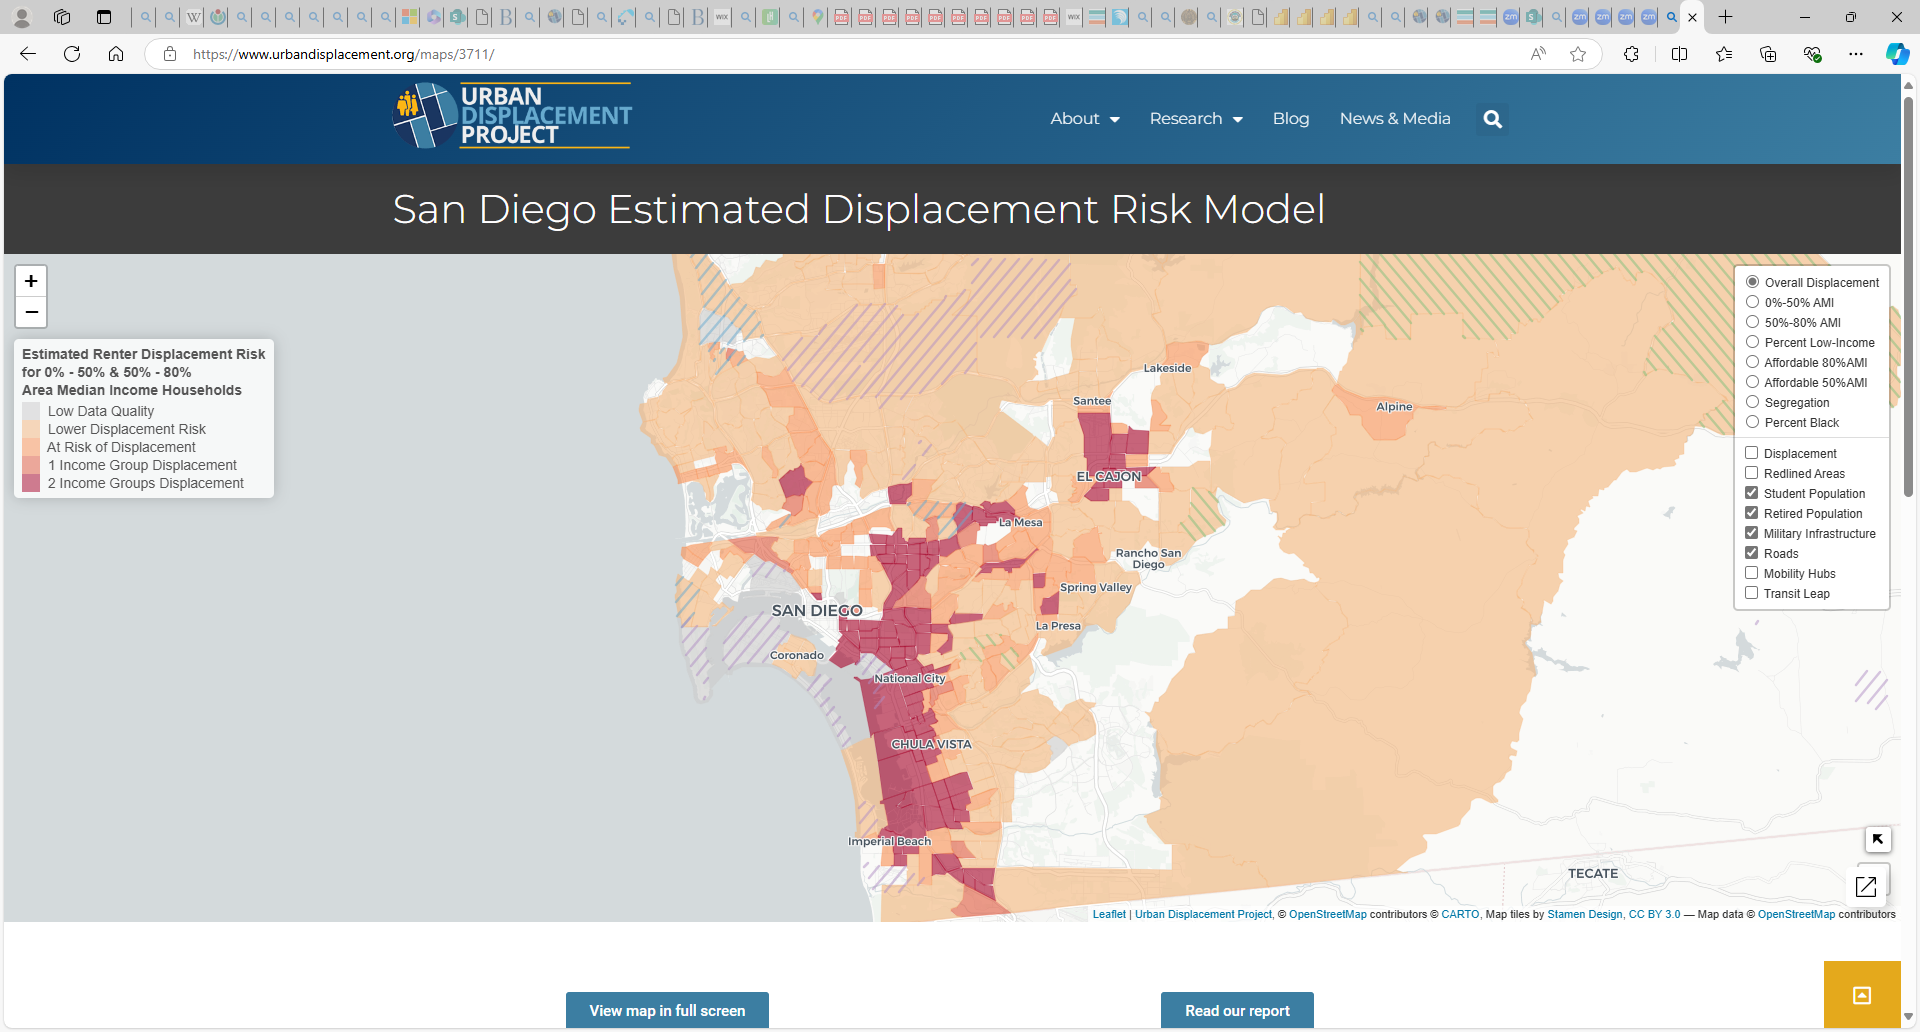 https://www.urbandisplacement.org/maps/3711/
URBAN
DISPLACEMENT
PROJECT
About
Research
Blog
News & Media
San Diego Estimated Displacement Risk Model
+
−
Estimated Renter Displacement Risk
for 0% - 50% & 50% - 80%
Area Median Income Households
Low Data Quality
Lower Displacement Risk
At Risk of Displacement
1 Income Group Displacement
2 Income Groups Displacement
Overall Displacement
0%-50% AMI
50%-80% AMI
Percent Low-Income
Affordable 80%AMI
Affordable 50%AMI
Segregation
Percent Black
Displacement
Redlined Areas
Student Population
Retired Population
Military Infrastructure
Roads
Mobility Hubs
Transit Leap
Lakeside
Santee
Alpine
EL CAJON
La Mesa
Rancho San
Diego
Spring Valley
SAN DIEGO
La Presa
Coronado
National City
CHULA VISTA
Imperial Beach
TECATE
Leaflet | Urban Displacement Project, © OpenStreetMap contributors © CARTO, Map tiles by Stamen Design, CC BY 3.0 — Map data © OpenStreetMap contributors
View map in full screen
Read our report